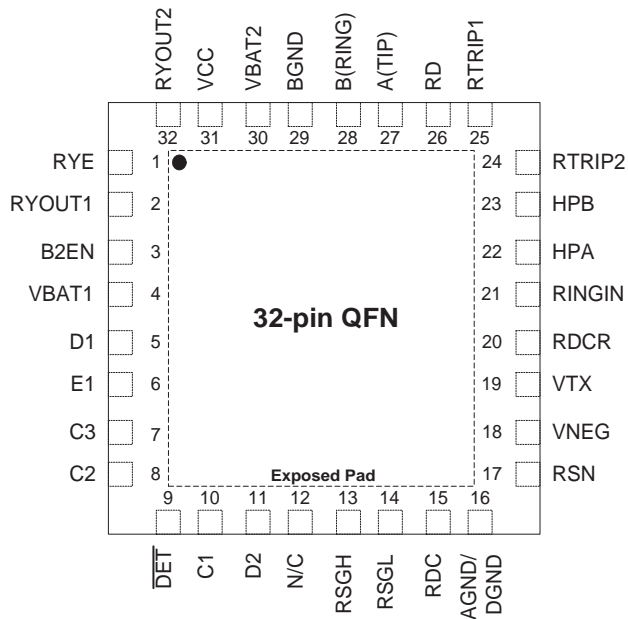 RYOUT2
VCC
VBAT2
BGND
B(RING)
A(TIP)
RD
RTRIP1
32 31 30 29 28 27 26 25
RYE 1 24 RTRIP2
RYOUT1 2 23 HPB
B2EN 3 22 HPA
VBAT1 4 21 RINGIN
32-pin QFN
D1 5 20 RDCR
E1 6 19 VTX
C3 7 18 VNEG
C2 8 17 RSN
Exposed Pad
9 10 11 12 13 14 15 16
DET
C1
D2
N/C
RSGH
RSGL
RDC
AGND/
DGND